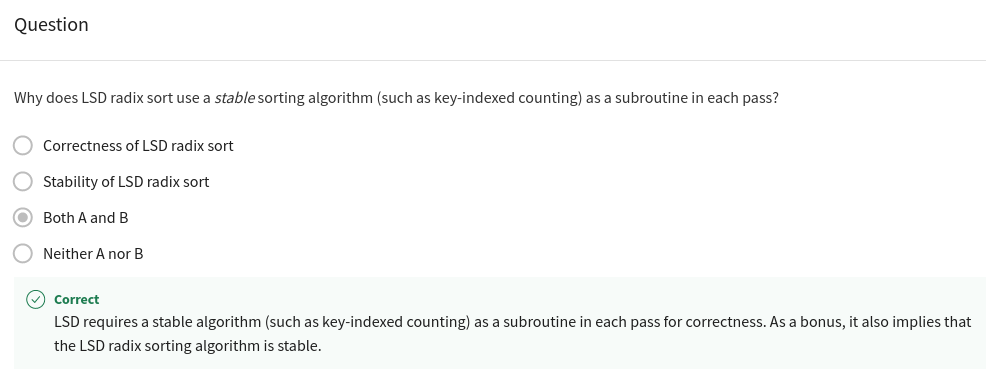 Question
Why does LSD radix sort use a stable sorting algorithm (such as key-indexed counting) as a subroutine in each pass?
Correctness of LSD radix sort
Stability of LSD radix sort
Both A and B
Neither A nor B
Correct
LSD requires a stable algorithm (such as key-indexed counting) as a subroutine in each pass for correctness. As a bonus, it also implies that
the LSD radix sorting algorithm is stable.